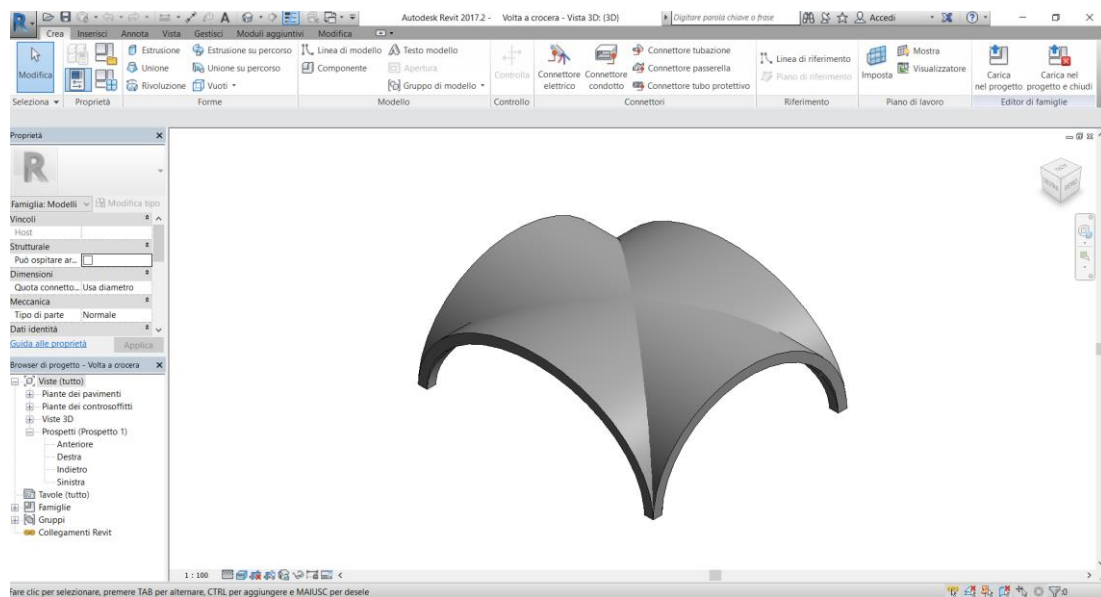 Autodesk Revit 2017.2 - Volta a crocera - Vista 3D: {3D}
Digitare parola chiave o frase
Accedi
Crea Inserisci Annota Vista Gestisci Moduli aggiuntivi Modifica
Modifica
Estrusione
Unione
Rivoluzione
Estrusione su percorso
Unione su percorso
Vuoti
Linea di modello
Componente
Testo modello
Apertura
Gruppo di modello
Controlla
Connettore elettrico
Connettore condotto
Connettore tubazione
Connettore passerella
Connettore tubo protettivo
Linea di riferimento
Piano di riferimento
Imposta
Mostra
Visualizzatore
Carica nel progetto
Carica nel progetto e chiudi
Seleziona Proprietà Forme Modello Controllo Connettori Riferimento Piano di lavoro Editor di famiglie
Proprietà
R
Famiglia: Modelli Modifica tipo
Vincoli
Host
Strutturale
Può ospitare ar...
Dimensioni
Quota connetto... Usa diametro
Meccanica
Tipo di parte Normale
Dati identità
Guida alle proprietà Applica
Browser di progetto - Volta a crocera
Viste (tutto)
Piante dei pavimenti
Piante dei controsoffitti
Viste 3D
Prospetti (Prospetto 1)
Anteriore
Destra
Indietro
Sinistra
Tavole (tutto)
Famiglie
Gruppi
Collegamenti Revit
1 : 100
Fare clic per selezionare, premere TAB per alternare, CTRL per aggiungere e MAIUSC per desele
:0